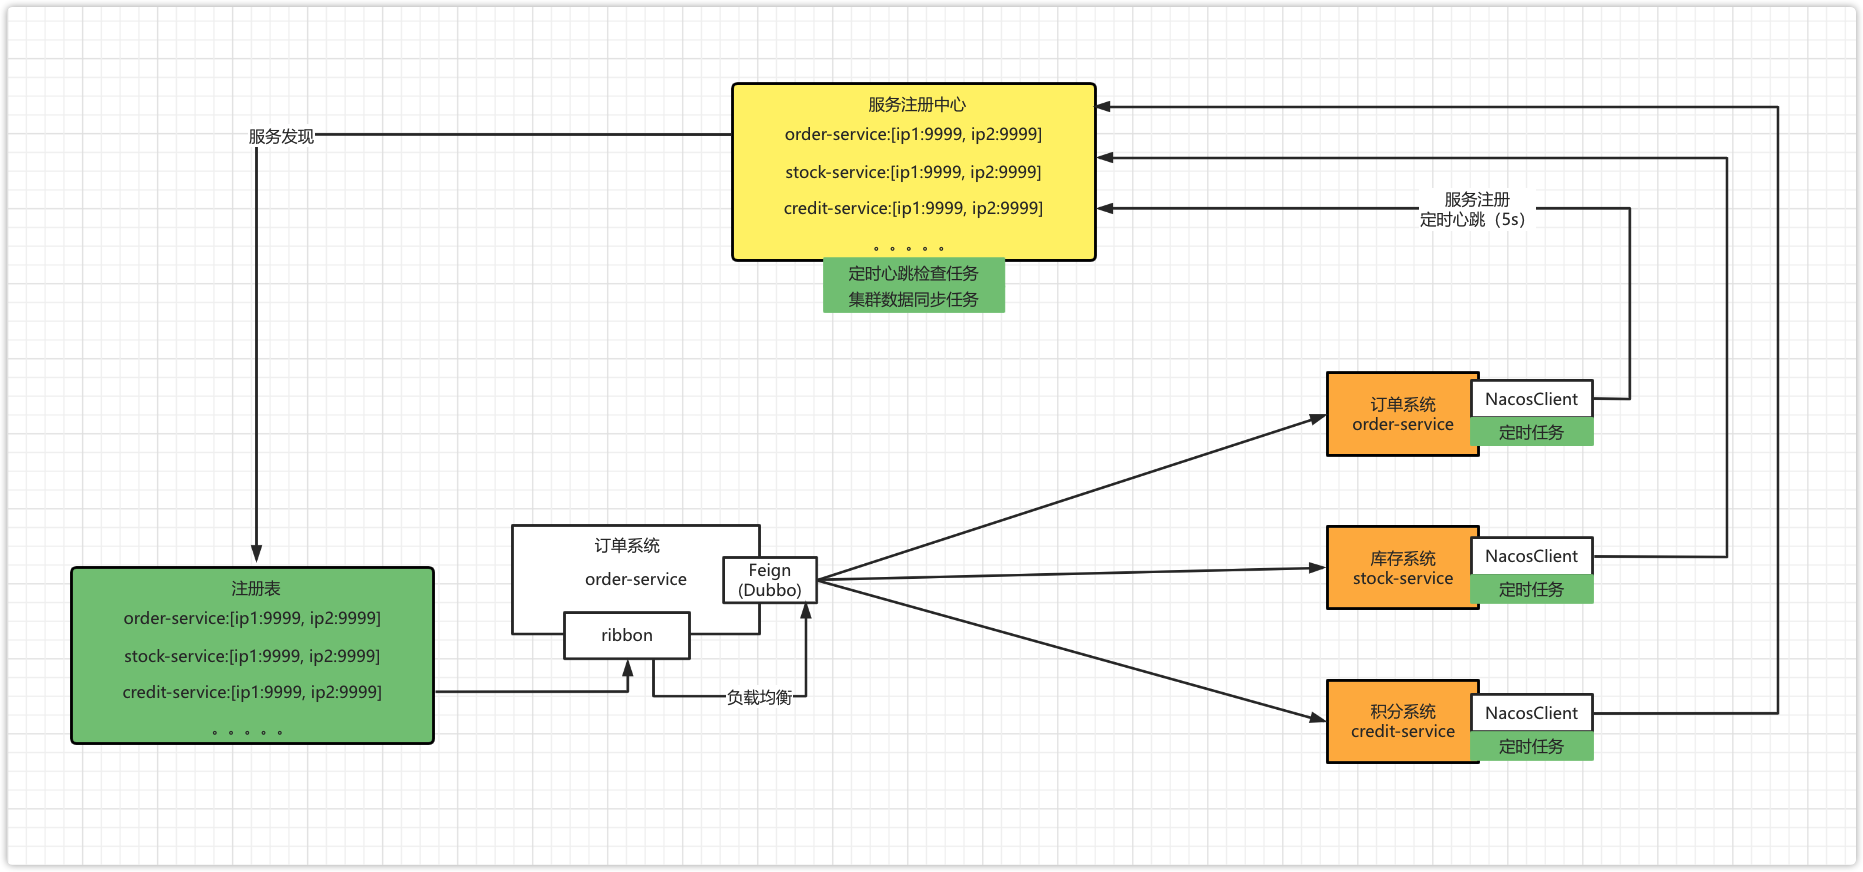 服务注册中心
order-service:[ip1:9999, ip2:9999]
stock-service:[ip1:9999, ip2:9999]
credit-service:[ip1:9999, ip2:9999]
。。。。。
定时心跳检查任务
集群数据同步任务
服务发现
服务注册
定时心跳（5s）
订单系统
order-service
NacosClient
定时任务
库存系统
stock-service
NacosClient
定时任务
积分系统
credit-service
NacosClient
定时任务
订单系统
order-service
Feign
(Dubbo)
ribbon
负载均衡
注册表
order-service:[ip1:9999, ip2:9999]
stock-service:[ip1:9999, ip2:9999]
credit-service:[ip1:9999, ip2:9999]
。。。。。